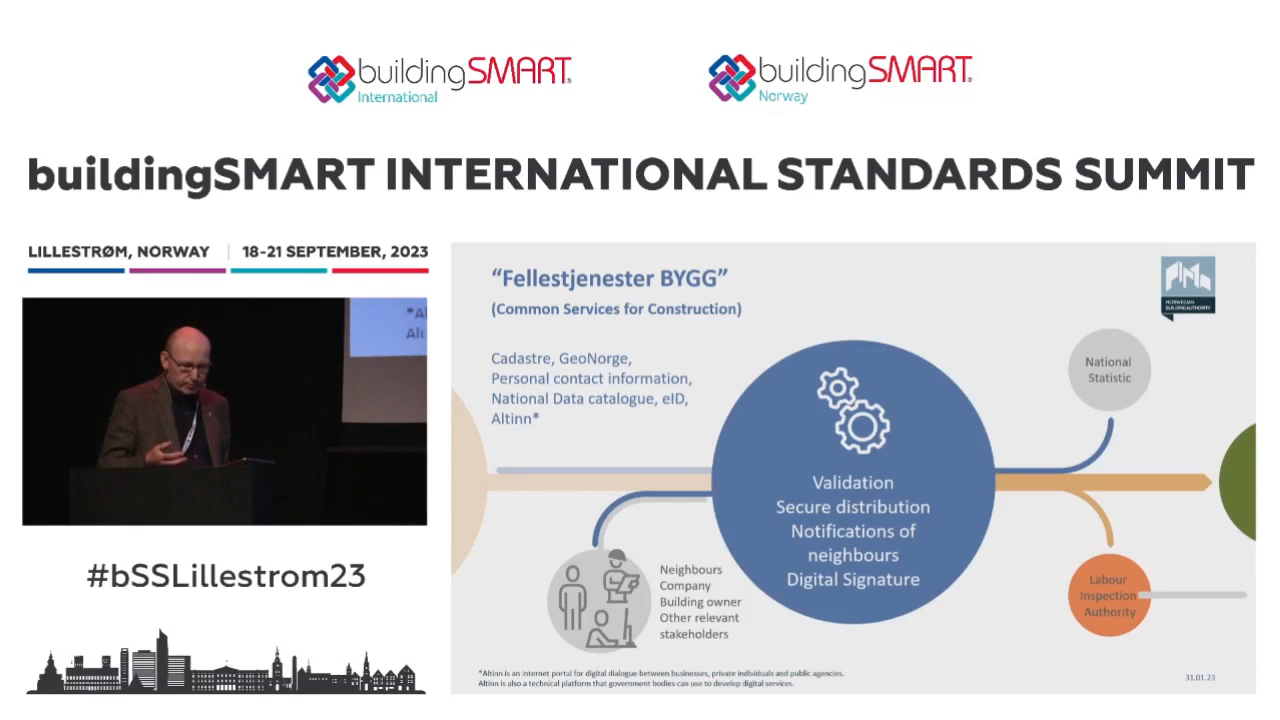 buildingSMART®
International
buildingSMART®
Norway
buildingSMART INTERNATIONAL STANDARDS SUMMIT
LILLESTRØM, NORWAY | 18-21 SEPTEMBER, 2023
*Al
Alt
#bSSLillestrom23
“Fellestjenester BYGG”
(Common Services for Construction)
NORWEGIAN
BUILDING AUTHORITY
Cadastre, GeoNorge,
Personal contact information,
National Data catalogue, eID,
Altinn*
National
Statistic
Validation
Secure distribution
Notifications of
neighbours
Digital Signature
Neighbours
Company
Building owner
Other relevant
stakeholders
Labour
Inspection
Authority
*Altinn is an internet portal for digital dialogue between businesses, private individuals and public agencies.
Altinn is also a technical platform that government bodies can use to develop digital services.
31.01.23